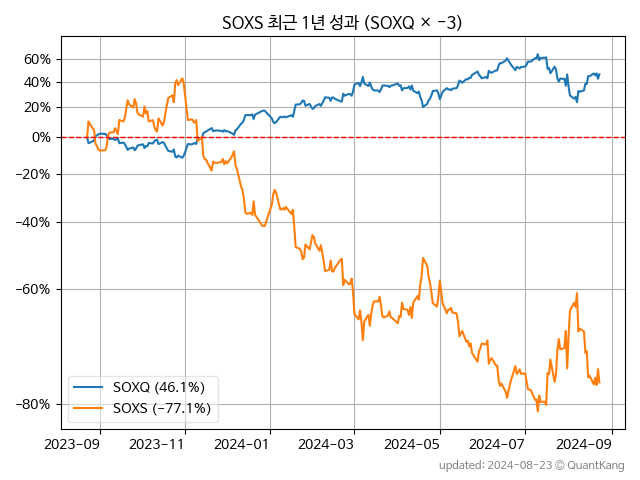 SOXS 최근 1년 성과 (SOXQ × −3)
60%
40%
20%
0%
−20%
−40%
−60%
−80%
SOXQ (46.1%)
SOXS (−77.1%)
2023-09 2023-11 2024-01 2024-03 2024-05 2024-07 2024-09
updated: 2024-08-23 ⓒ QuantKang